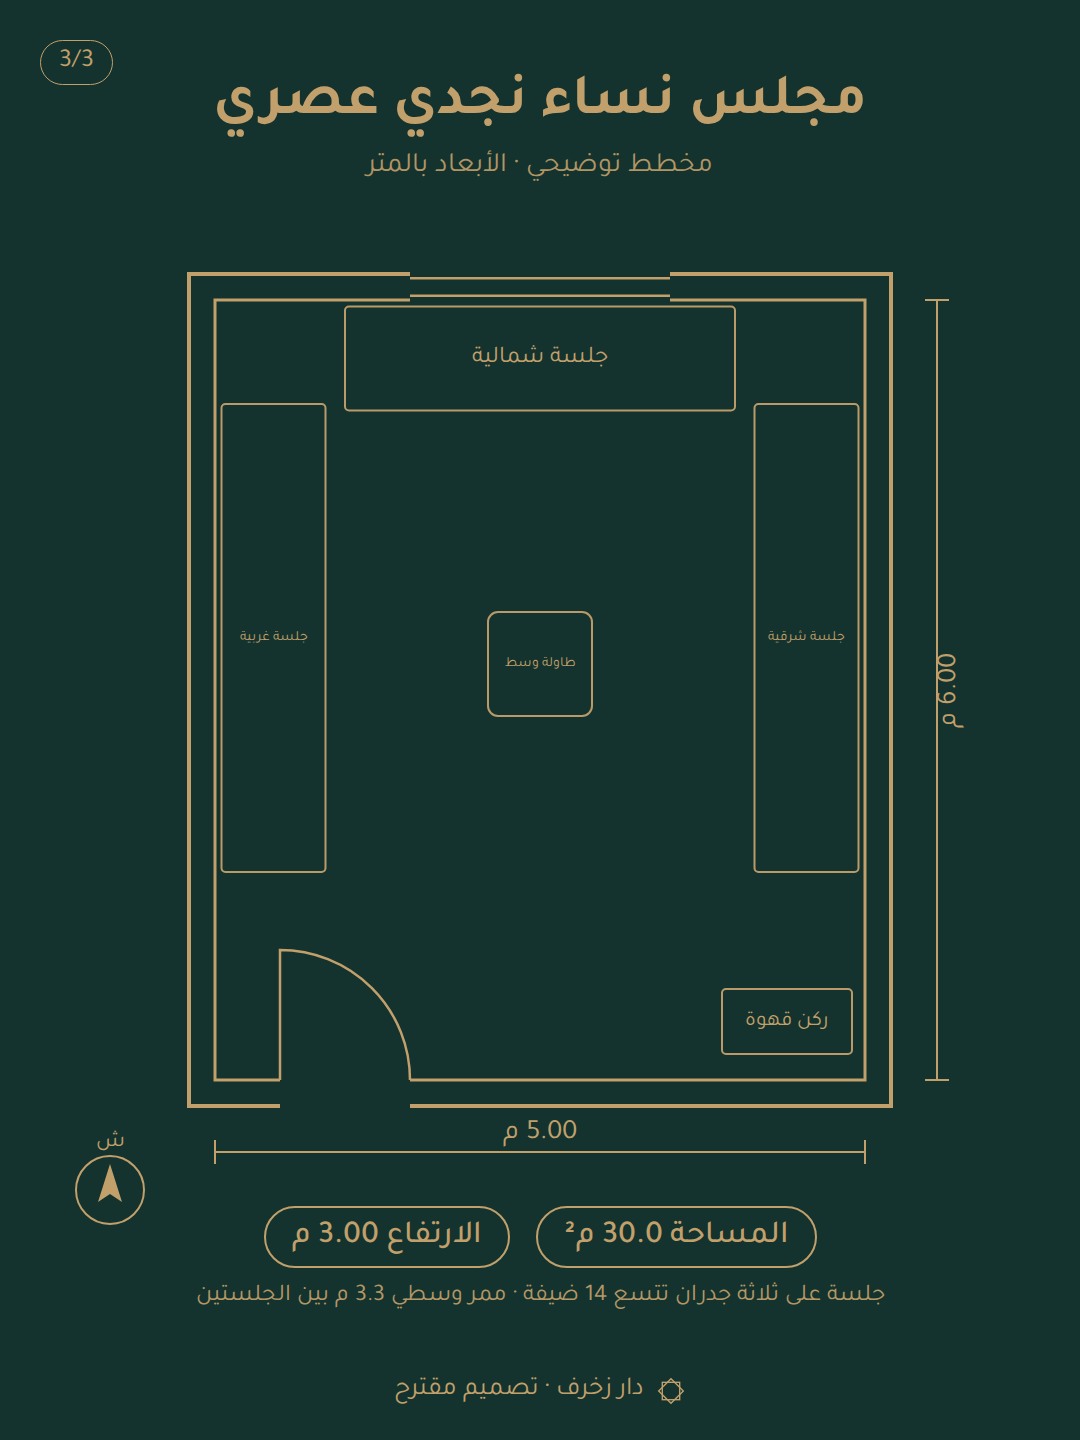 3/3
مجلس نساء نجدي عصري
مخطط توضيحي · الأبعاد بالمتر
جلسة شمالية
جلسة شرقية
جلسة غربية
طاولة وسط
6.00 م
ركن قهوة
5.00 م
ش
المساحة 30.0 م²
الارتفاع 3.00 م
جلسة على ثلاثة جدران تتسع 14 ضيفة · ممر وسطي 3.3 م بين الجلستين
دار زخرف · تصميم مقترح